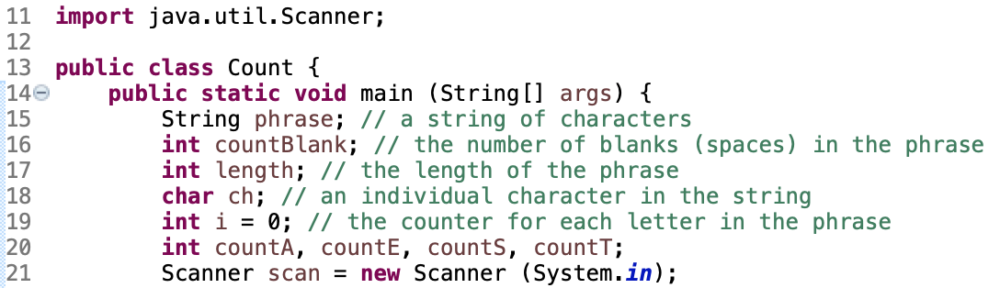 11 import java.util.Scanner;
12
13 public class Count {
14 public static void main (String[] args) {
15 String phrase; // a string of characters
16 int countBlank; // the number of blanks (spaces) in the phrase
17 int length; // the length of the phrase
18 char ch; // an individual character in the string
19 int i = 0; // the counter for each letter in the phrase
20 int countA, countE, countS, countT;
21 Scanner scan = new Scanner (System.in);